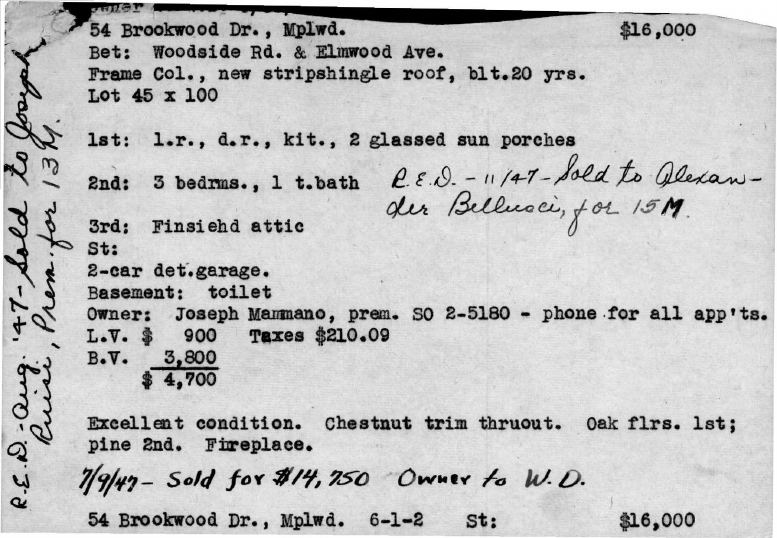 Owner
54 Brookwood Dr., Mplwd. $16,000
Bet: Woodside Rd. & Elmwood Ave.
Frame Col., new stripshingle roof, blt.20 yrs.
Lot 45 x 100
1st: l.r., d.r., kit., 2 glassed sun porches
2nd: 3 bedrms., 1 t.bath
R.E.D. - 11/47 - Sold to Alexan-
der Bellusci, for 15M.
3rd: Finsiehd attic
St:
2-car det.garage.
Basement: toilet
Owner: Joseph Mammano, prem. SO 2-5180 - phone for all app'ts.
L.V. $ 900 Taxes $210.09
B.V. 3,800
$ 4,700
Excellent condition. Chestnut trim thruout. Oak flrs. 1st;
pine 2nd. Fireplace.
7/9/47 - Sold for $14,750 Owner to W.D.
54 Brookwood Dr., Mplwd. 6-1-2 St: $16,000
R.E.D. - Aug. '47 - Sold to Joseph
Prem. for 13M.